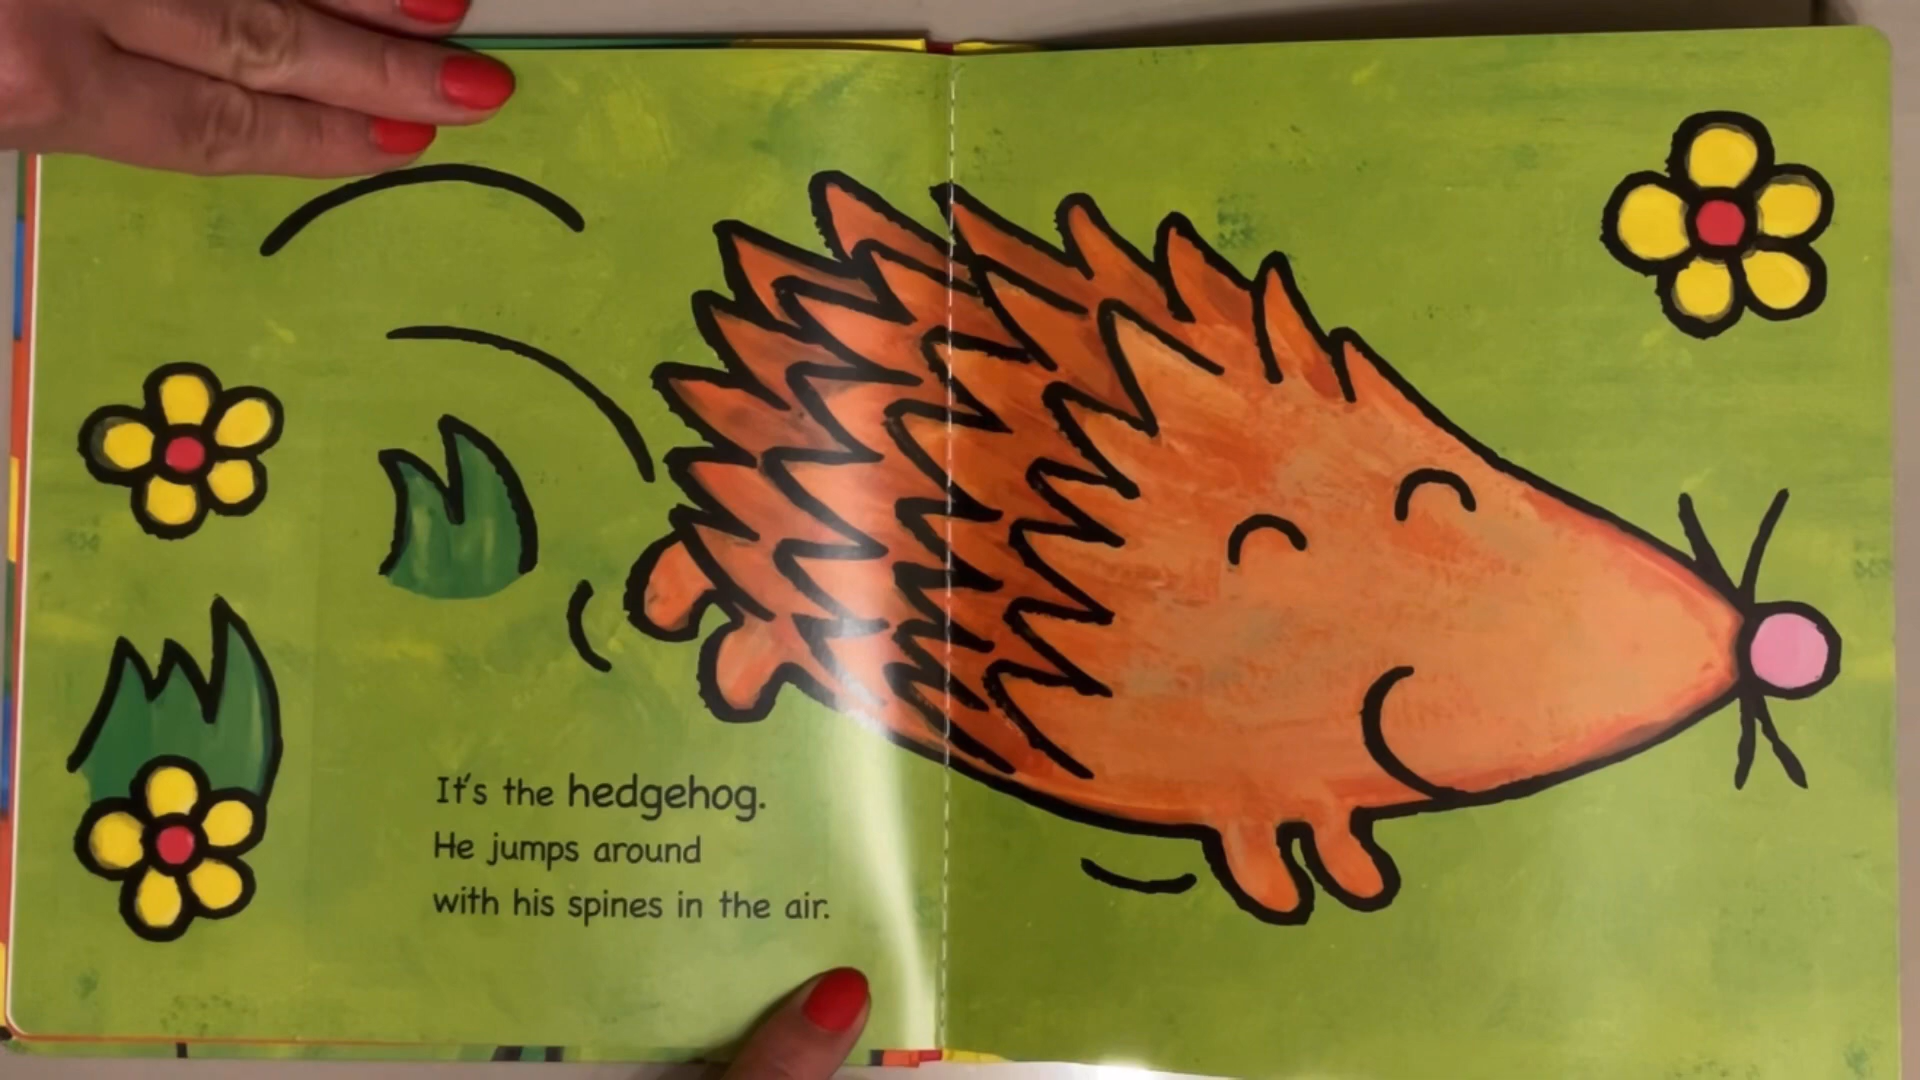 It's the hedgehog.
He jumps around
with his spines in the air.